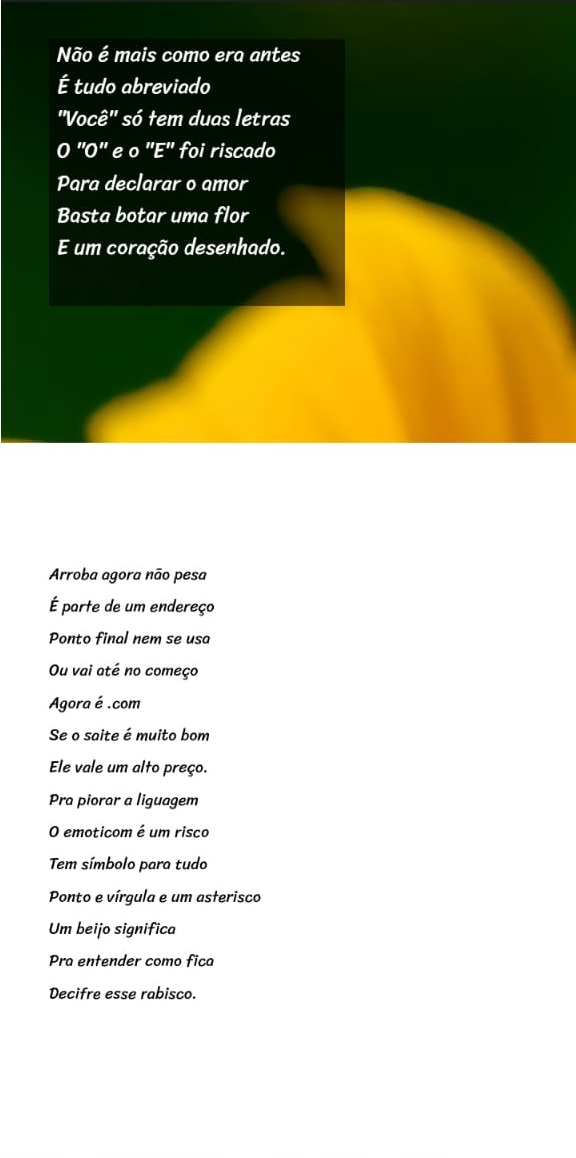 Não é mais como era antes
É tudo abreviado
"Você" só tem duas letras
O "O" e o "E" foi riscado
Para declarar o amor
Basta botar uma flor
E um coração desenhado.
Arroba agora não pesa
É parte de um endereço
Ponto final nem se usa
Ou vai até no começo
Agora é .com
Se o saite é muito bom
Ele vale um alto preço.
Pra piorar a liguagem
O emoticom é um risco
Tem símbolo para tudo
Ponto e vírgula e um asterisco
Um beijo significa
Pra entender como fica
Decifre esse rabisco.